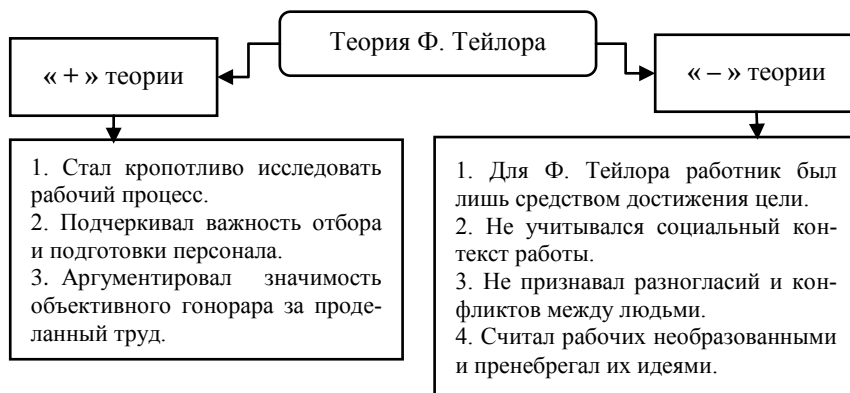 Теория Ф. Тейлора
« + » теории
« – » теории
1. Стал кропотливо исследовать
рабочий процесс.
2. Подчеркивал важность отбора
и подготовки персонала.
3. Аргументировал значимость
объективного гонорара за проде-
ланный труд.
1. Для Ф. Тейлора работник был
лишь средством достижения цели.
2. Не учитывался социальный кон-
текст работы.
3. Не признавал разногласий и кон-
фликтов между людьми.
4. Считал рабочих необразованными
и пренебрегал их идеями.